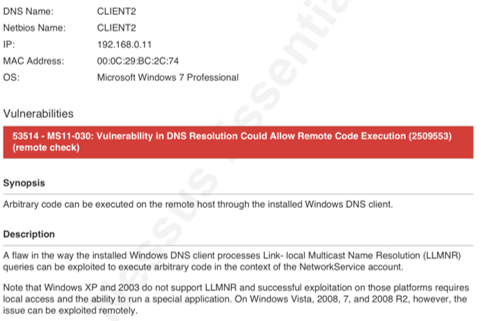 DNS Name: CLIENT2
Netbios Name: CLIENT2
IP: 192.168.0.11
MAC Address: 00:0C:29:BC:2C:74
OS: Microsoft Windows 7 Professional
Vulnerabilities
53514 - MS11-030: Vulnerability in DNS Resolution Could Allow Remote Code Execution (2509553)
(remote check)
Synopsis
Arbitrary code can be executed on the remote host through the installed Windows DNS client.
Description
A flaw in the way the installed Windows DNS client processes Link- local Multicast Name Resolution (LLMNR)
queries can be exploited to execute arbitrary code in the context of the NetworkService account.
Note that Windows XP and 2003 do not support LLMNR and successful exploitation on those platforms requires
local access and the ability to run a special application. On Windows Vista, 2008, 7, and 2008 R2, however, the
issue can be exploited remotely.